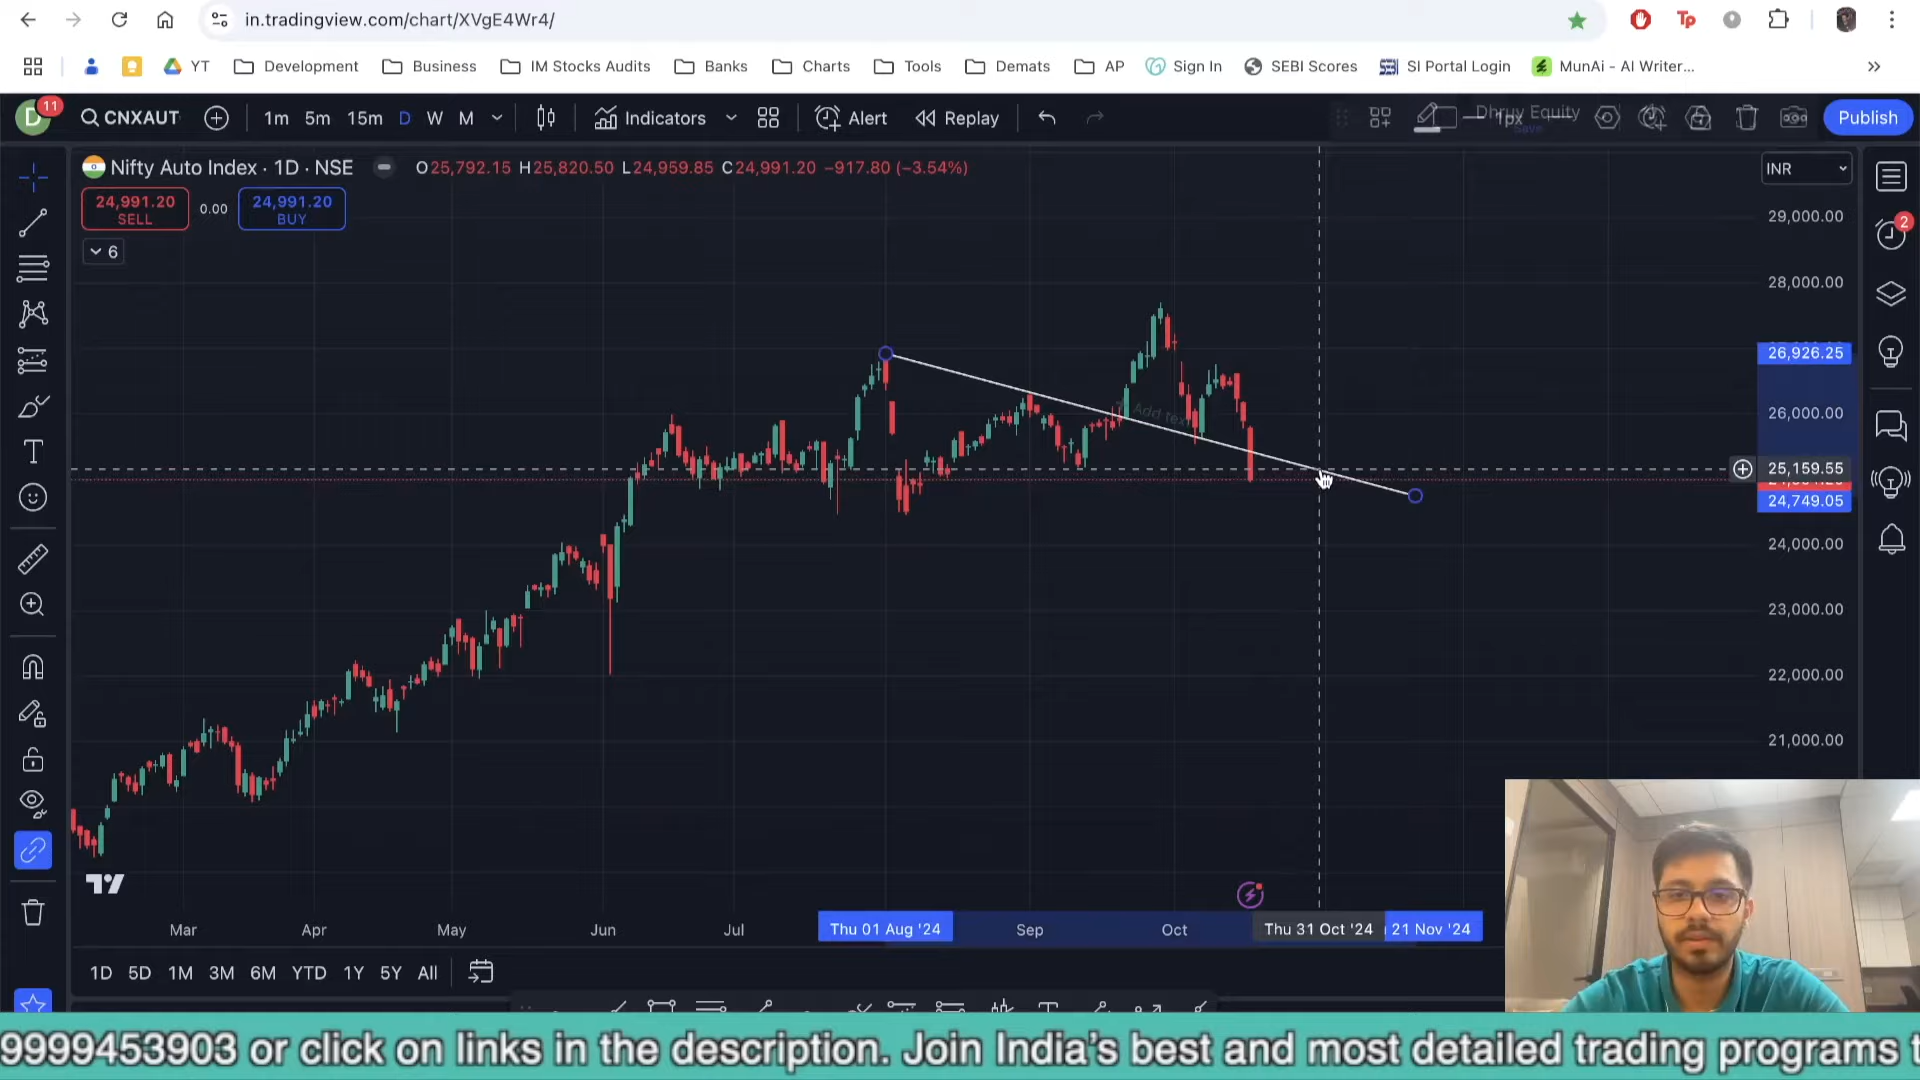 in.tradingview.com/chart/XVgE4Wr4/
YT Development Business IM Stocks Audits Banks Charts Tools Demats AP Sign In SEBI Scores SI Portal Login MunAi - AI Writer...
D 11 CNXAUT 1m 5m 15m D W M Indicators Alert Replay 1px Dhruv Equity Save Publish
Nifty Auto Index · 1D · NSE O25,792.15 H25,820.50 L24,959.85 C24,991.20 −917.80 (−3.54%) INR
24,991.20 SELL 0.00 24,991.20 BUY
6
2
29,000.00
28,000.00
26,926.25
26,000.00
Add text
25,159.55
24,749.05
24,000.00
23,000.00
22,000.00
21,000.00
Mar Apr May Jun Jul Thu 01 Aug '24 Sep Oct Thu 31 Oct '24 21 Nov '24
1D 5D 1M 3M 6M YTD 1Y 5Y All
9999453903 or click on links in the description. Join India's best and most detailed trading programs